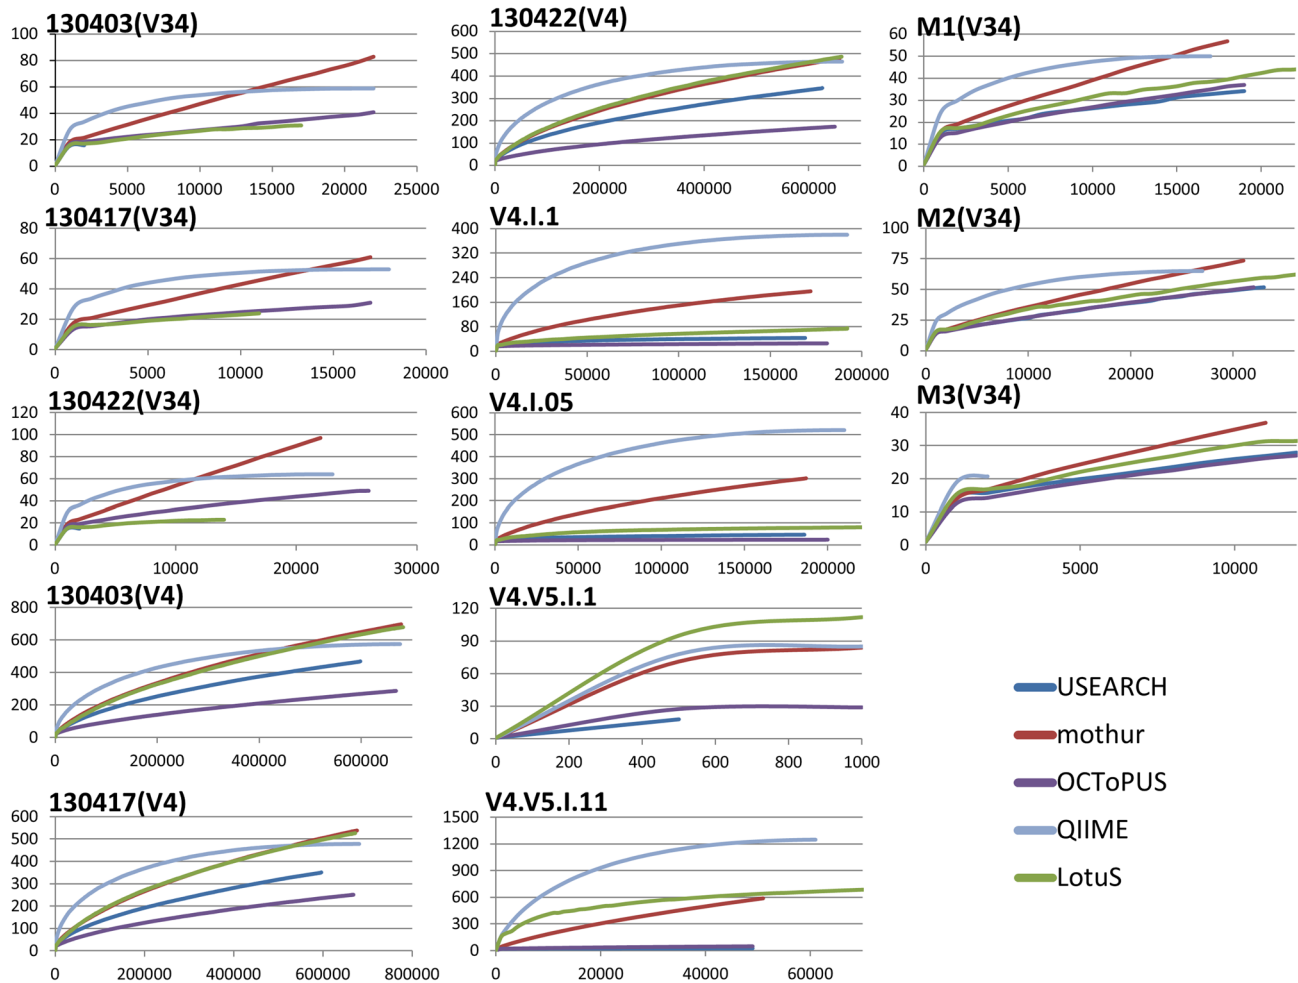 130403(V34)
100
80
60
40
20
0
0 5000 10000 15000 20000 25000
130417(V34)
80
60
40
20
0
0 5000 10000 15000 20000
130422(V34)
120
100
80
60
40
20
0
0 10000 20000 30000
130403(V4)
800
600
400
200
0
0 200000 400000 600000
130417(V4)
600
500
400
300
200
100
0
0 200000 400000 600000 800000
130422(V4)
600
500
400
300
200
100
0
0 200000 400000 600000
V4.I.1
400
320
240
160
80
0
0 50000 100000 150000 200000
V4.I.05
600
500
400
300
200
100
0
0 50000 100000 150000 200000
V4.V5.I.1
120
90
60
30
0
0 200 400 600 800 1000
V4.V5.I.11
1500
1200
900
600
300
0
0 20000 40000 60000
M1(V34)
60
50
40
30
20
10
0
0 5000 10000 15000 20000
M2(V34)
100
75
50
25
0
0 10000 20000 30000
M3(V34)
40
30
20
10
0
0 5000 10000
USEARCH
mothur
OCToPUS
QIIME
LotuS